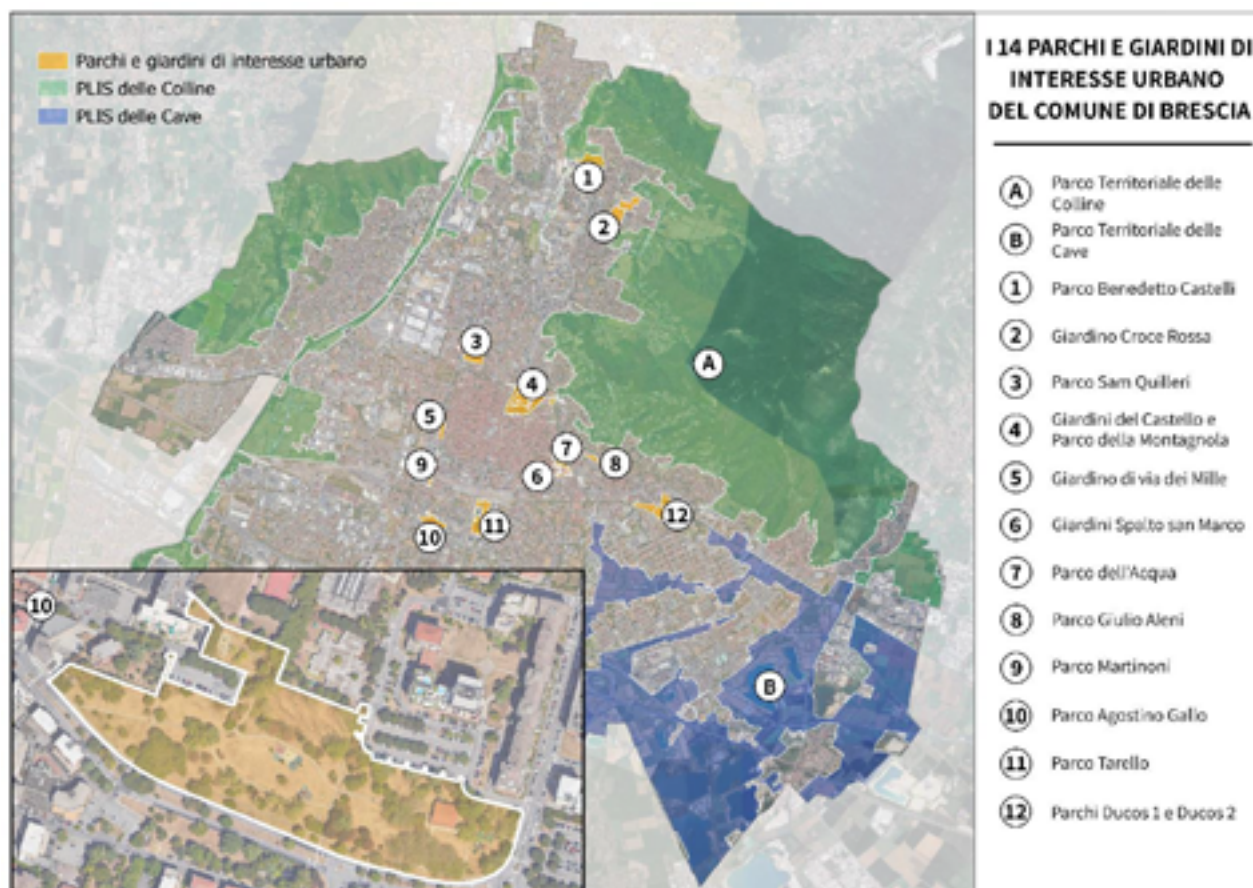 Parchi e giardini di interesse urbano
PLIS delle Colline
PLIS delle Cave
1
2
3
A
4
5
7
9
8
6
12
11
10
B
10
I 14 PARCHI E GIARDINI DI
INTERESSE URBANO
DEL COMUNE DI BRESCIA
A Parco Territoriale delle
Colline
B Parco Territoriale delle
Cave
1 Parco Benedetto Castelli
2 Giardino Croce Rossa
3 Parco Sam Quilleri
4 Giardini del Castello e
Parco della Montagnola
5 Giardino di via dei Mille
6 Giardini Spalto san Marco
7 Parco dell'Acqua
8 Parco Giulio Aleni
9 Parco Martinoni
10 Parco Agostino Gallo
11 Parco Tarello
12 Parchi Ducos 1 e Ducos 2